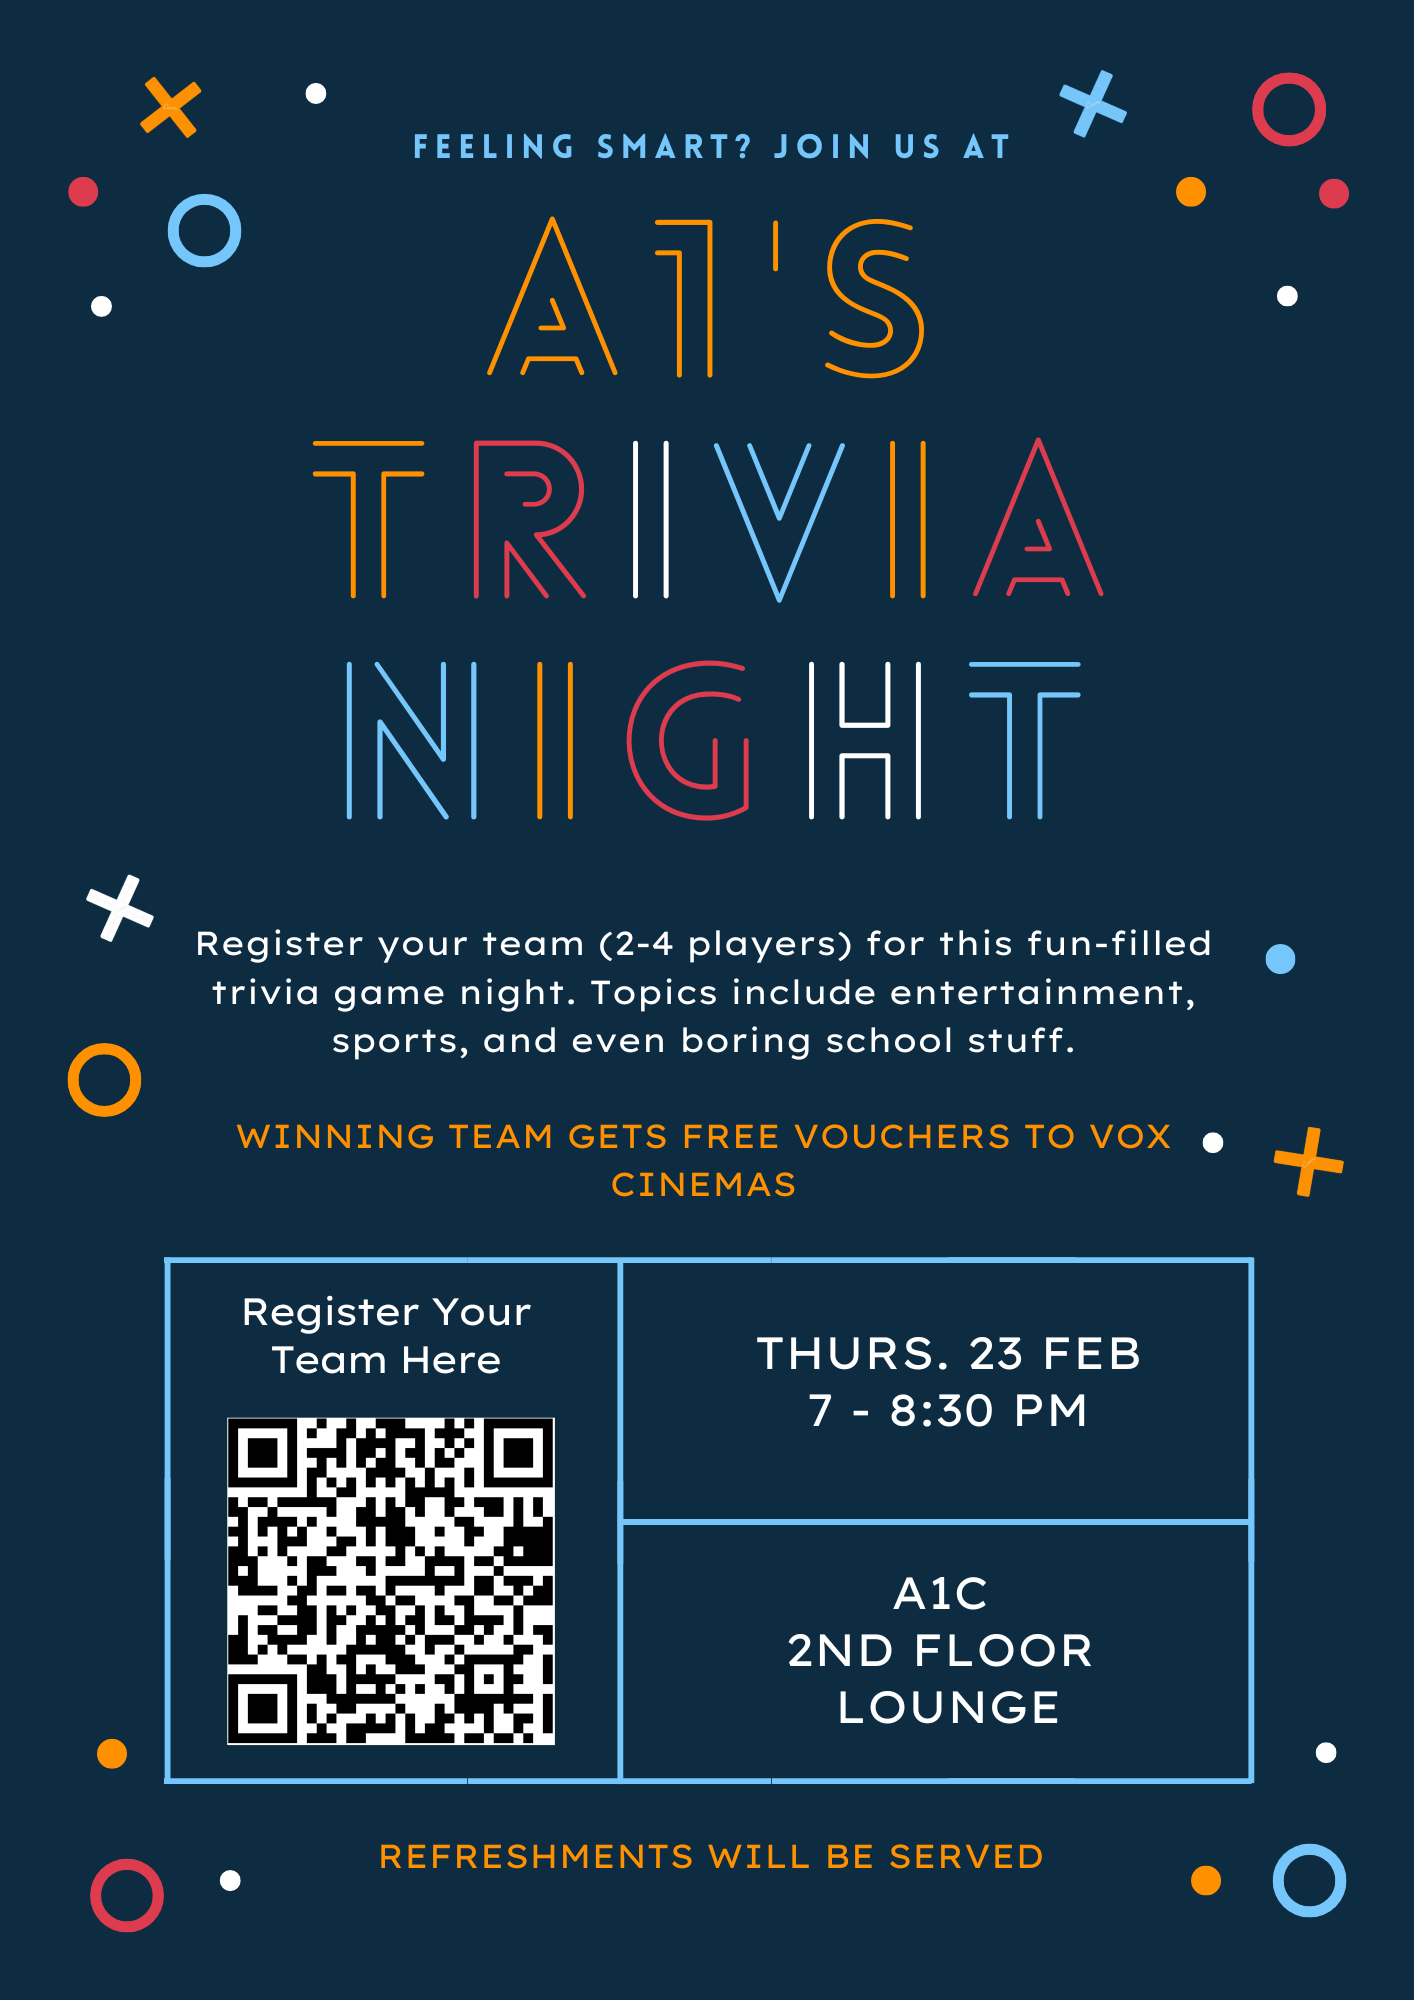 FEELING SMART? JOIN US AT
A1'S
TRIVIA
NIGHT
Register your team (2-4 players) for this fun-filled
trivia game night. Topics include entertainment,
sports, and even boring school stuff.
WINNING TEAM GETS FREE VOUCHERS TO VOX
CINEMAS
Register Your
Team Here
THURS. 23 FEB
7 - 8:30 PM
A1C
2ND FLOOR
LOUNGE
REFRESHMENTS WILL BE SERVED